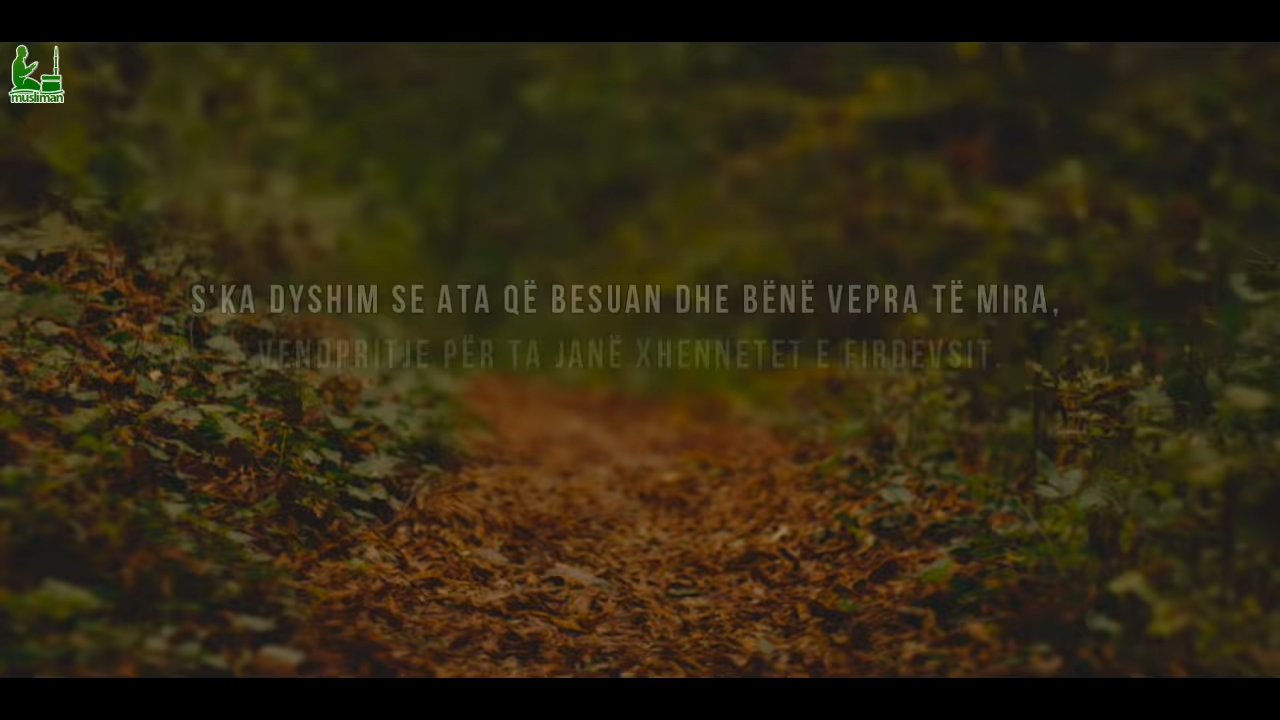 musliman
S'KA DYSHIM SE ATA QË BESUAN DHE BËNË VEPRA TË MIRA,
VENDPRITJE PËR TA JANË XHENNETET E FIRDEVSIT.